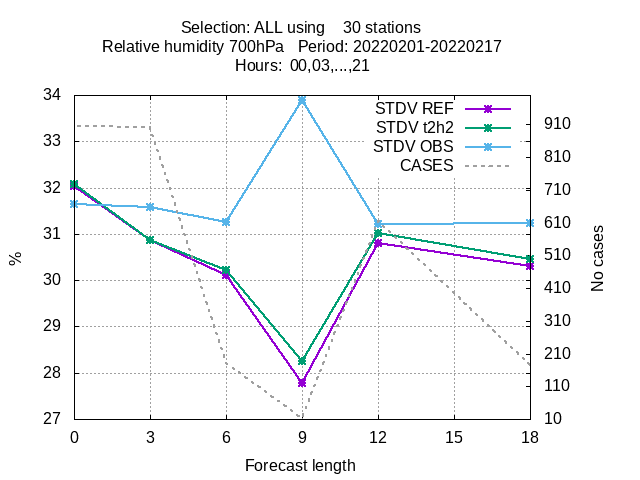 Selection: ALL using    30 stations
Relative humidity 700hPa   Period: 20220201-20220217
Hours:  00,03,...,21
STDV REF
STDV t2h2
STDV OBS
CASES
34
33
32
31
30
29
28
27
%
910
810
710
610
510
410
310
210
110
10
No cases
0 3 6 9 12 15 18
Forecast length